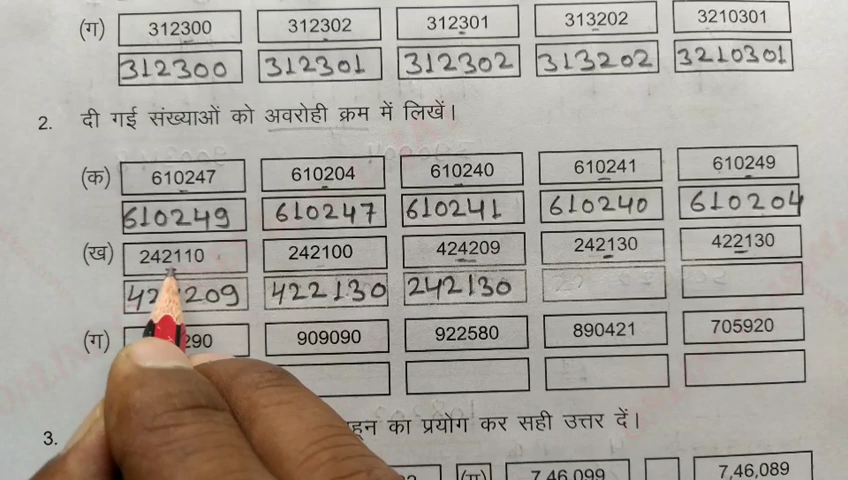 (ग) 312300 312302 312301 313202 3210301
312300 312301 312302 313202 3210301
2. दी गई संख्याओं को अवरोही क्रम में लिखें।
(क) 610247 610204 610240 610241 610249
610249 610247 610241 610240 610204
(ख) 242110 242100 424209 242130 422130
422130 242130
(ग) 909090 922580 890421 705920
3. का प्रयोग कर सही उत्तर दें।
7,46,099 7,46,089